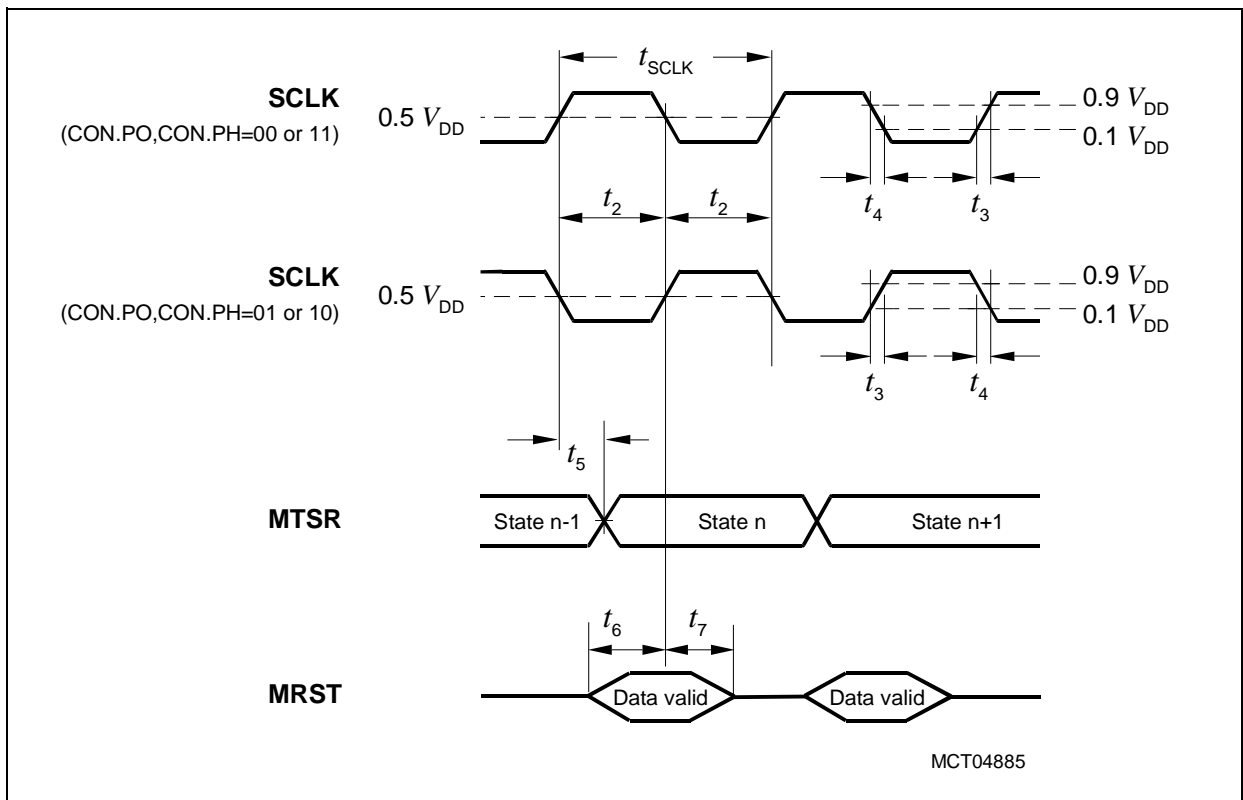 tSCLK
SCLK
(CON.PO,CON.PH=00 or 11)
0.5 VDD
0.9 VDD
0.1 VDD
t2
t2
t4
t3
SCLK
(CON.PO,CON.PH=01 or 10)
0.5 VDD
0.9 VDD
0.1 VDD
t3
t4
t5
MTSR
State n-1
State n
State n+1
t6
t7
MRST
Data valid
Data valid
MCT04885